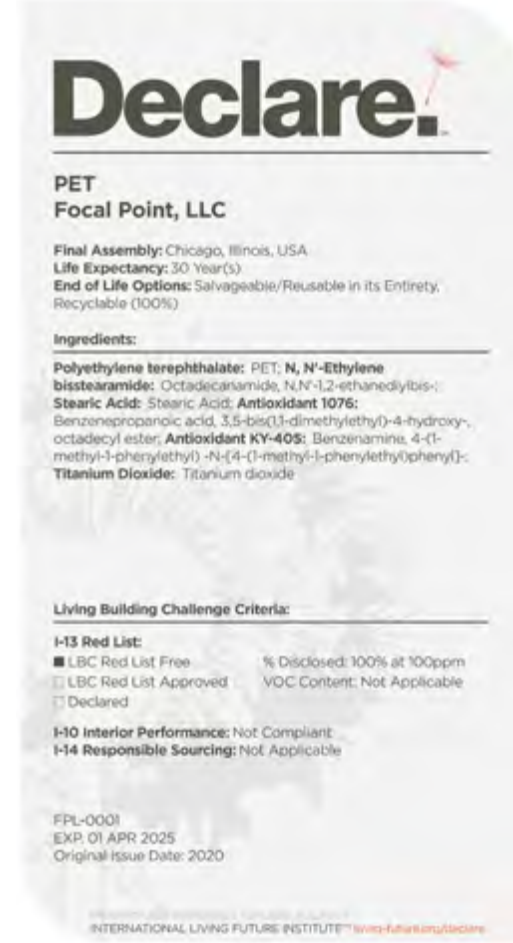 Declare.
PET
Focal Point, LLC
Final Assembly: Chicago, Illinois, USA
Life Expectancy: 30 Year(s)
End of Life Options: Salvageable/Reusable in its Entirety,
Recyclable (100%)
Ingredients:
Polyethylene terephthalate: PET; N, N'-Ethylene
bisstearamide: Octadecanamide, N,N'-1,2-ethanediylbis-;
Stearic Acid: Stearic Acid; Antioxidant 1076:
Benzenepropanoic acid, 3,5-bis(1,1-dimethylethyl)-4-hydroxy-,
octadecyl ester; Antioxidant KY-405: Benzenamine, 4-(1-
methyl-1-phenylethyl) -N-[4-(1-methyl-1-phenylethyl)phenyl]-;
Titanium Dioxide: Titanium dioxide
Living Building Challenge Criteria:
I-13 Red List:
■ LBC Red List Free % Disclosed: 100% at 100ppm
□ LBC Red List Approved VOC Content: Not Applicable
□ Declared
I-10 Interior Performance: Not Compliant
I-14 Responsible Sourcing: Not Applicable
FPL-0001
EXP. 01 APR 2025
Original Issue Date: 2020
INTERNATIONAL LIVING FUTURE INSTITUTE™ living-future.org/declare